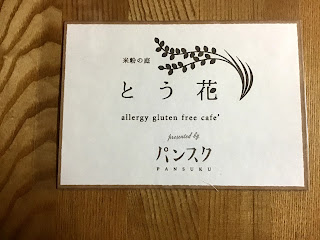 米粉の庭
とう花
allergy gluten free cafe'
presented by
パンスク
PANSUKU